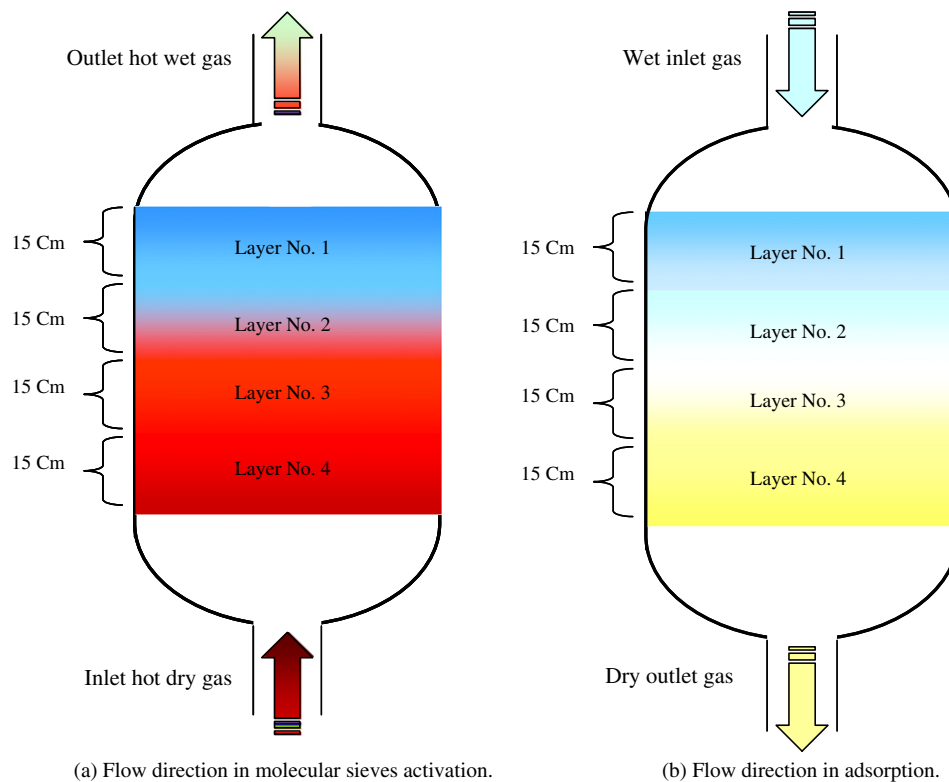 Outlet hot wet gas
15 Cm
Layer No. 1
15 Cm
Layer No. 2
15 Cm
Layer No. 3
15 Cm
Layer No. 4
Inlet hot dry gas
(a) Flow direction in molecular sieves activation.
Wet inlet gas
15 Cm
Layer No. 1
15 Cm
Layer No. 2
15 Cm
Layer No. 3
15 Cm
Layer No. 4
Dry outlet gas
(b) Flow direction in adsorption.